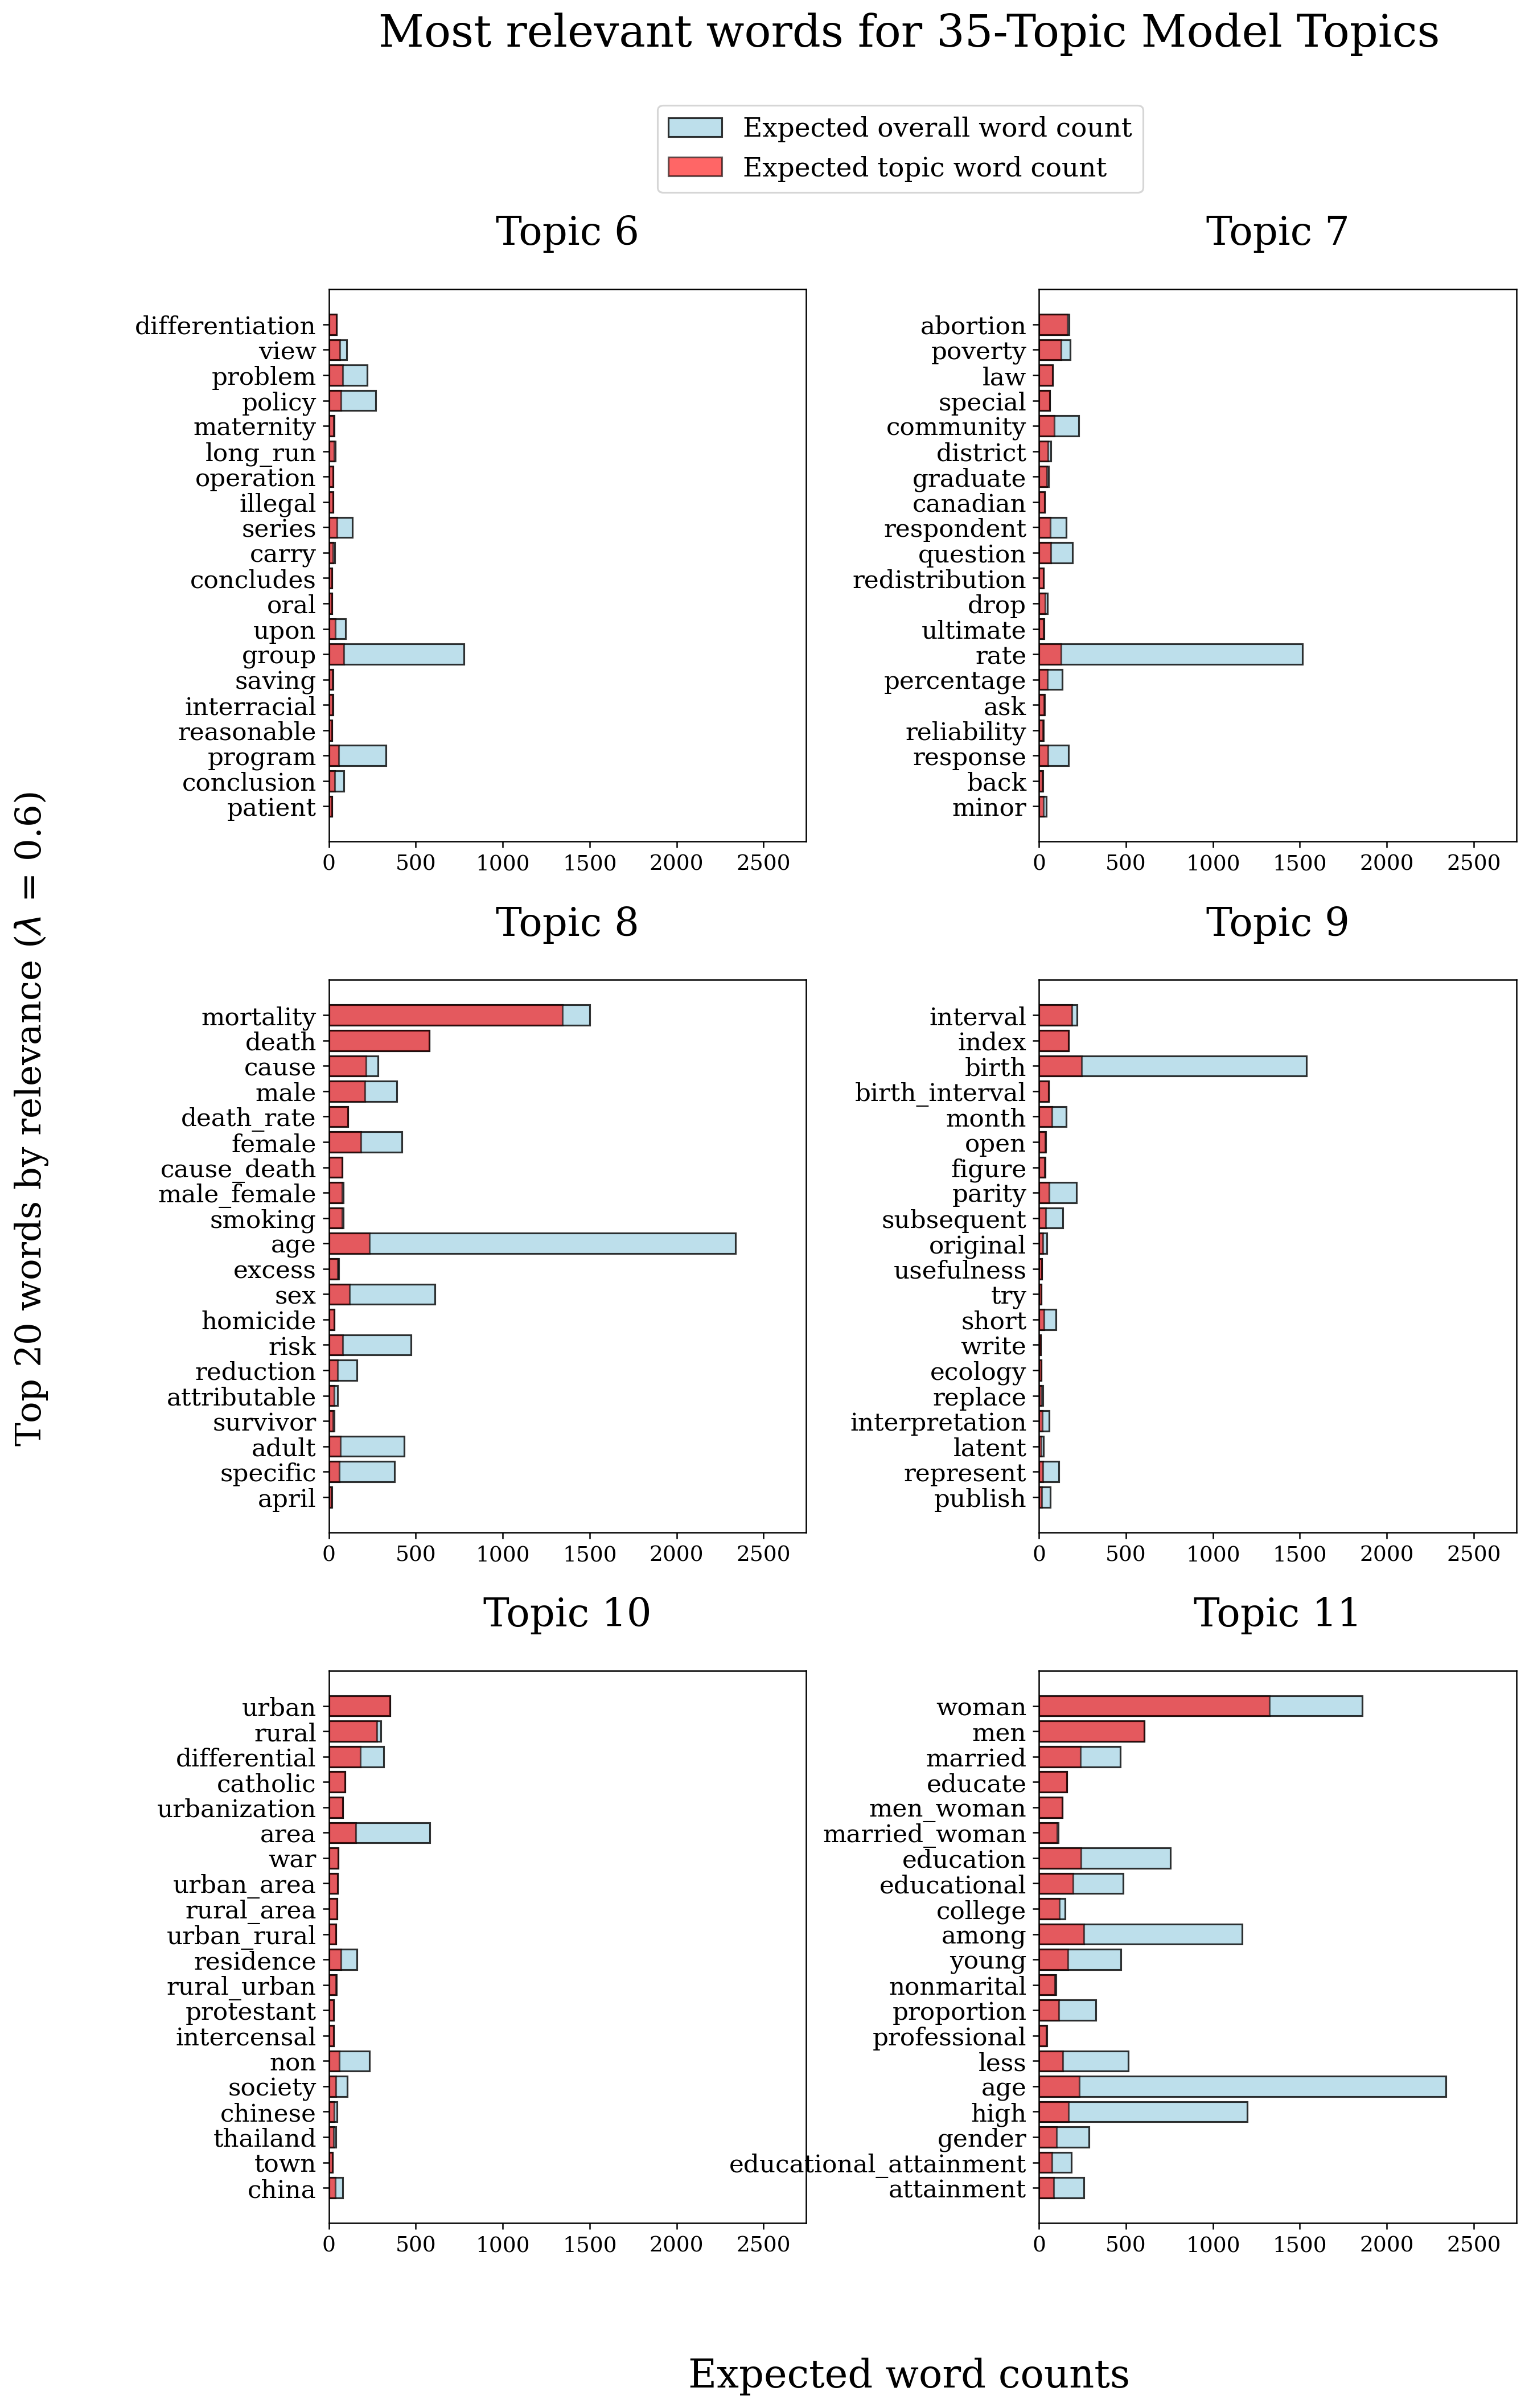 Most relevant words for 35-Topic Model Topics
Expected overall word count
Expected topic word count
Top 20 words by relevance (λ = 0.6)
Topic 6
differentiation
view
problem
policy
maternity
long_run
operation
illegal
series
carry
concludes
oral
upon
group
saving
interracial
reasonable
program
conclusion
patient
0 500 1000 1500 2000 2500
Topic 7
abortion
poverty
law
special
community
district
graduate
canadian
respondent
question
redistribution
drop
ultimate
rate
percentage
ask
reliability
response
back
minor
0 500 1000 1500 2000 2500
Topic 8
mortality
death
cause
male
death_rate
female
cause_death
male_female
smoking
age
excess
sex
homicide
risk
reduction
attributable
survivor
adult
specific
april
0 500 1000 1500 2000 2500
Topic 9
interval
index
birth
birth_interval
month
open
figure
parity
subsequent
original
usefulness
try
short
write
ecology
replace
interpretation
latent
represent
publish
0 500 1000 1500 2000 2500
Topic 10
urban
rural
differential
catholic
urbanization
area
war
urban_area
rural_area
urban_rural
residence
rural_urban
protestant
intercensal
non
society
chinese
thailand
town
china
0 500 1000 1500 2000 2500
Topic 11
woman
men
married
educate
men_woman
married_woman
education
educational
college
among
young
nonmarital
proportion
professional
less
age
high
gender
educational_attainment
attainment
0 500 1000 1500 2000 2500
Expected word counts